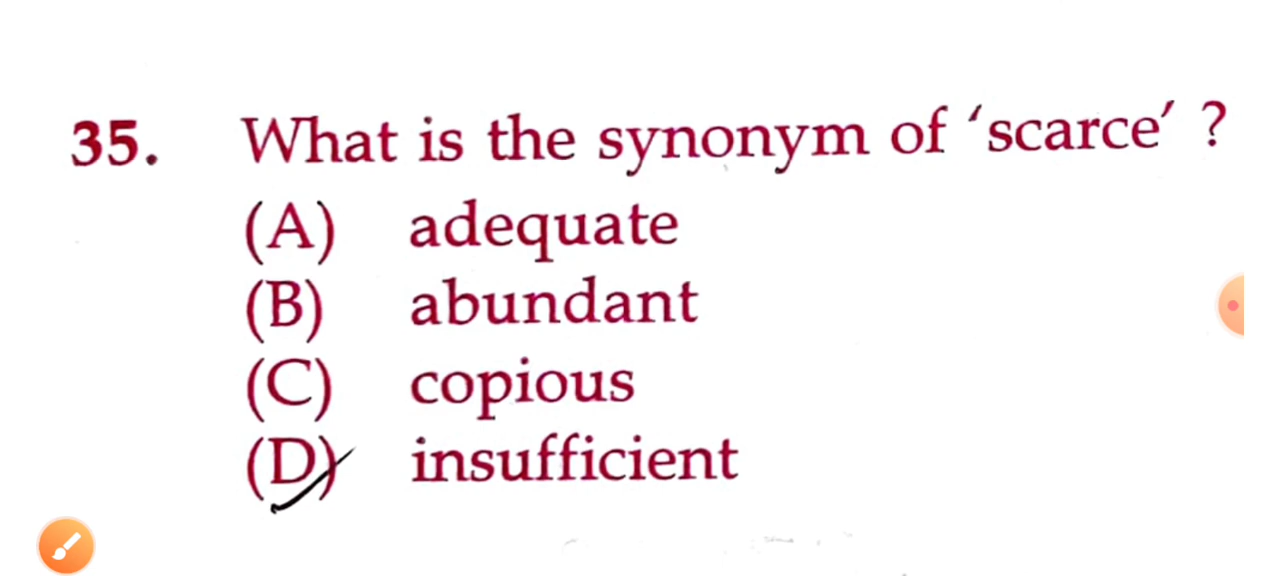 35. What is the synonym of ‘scarce’ ?
(A) adequate
(B) abundant
(C) copious
(D) insufficient